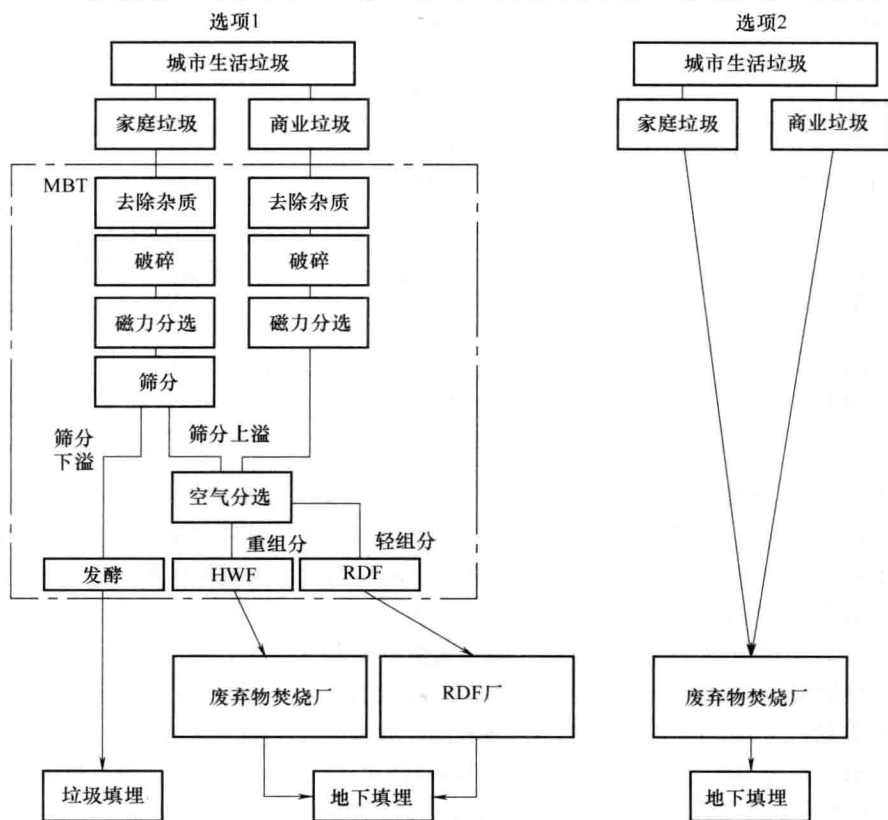 选项1
选项2
城市生活垃圾
城市生活垃圾
家庭垃圾
商业垃圾
家庭垃圾
商业垃圾
MBT
去除杂质
去除杂质
破碎
破碎
磁力分选
磁力分选
筛分
筛分
下溢
筛分上溢
空气分选
重组分
轻组分
发酵
HWF
RDF
废弃物焚烧厂
RDF厂
废弃物焚烧厂
垃圾填埋
地下填埋
地下填埋